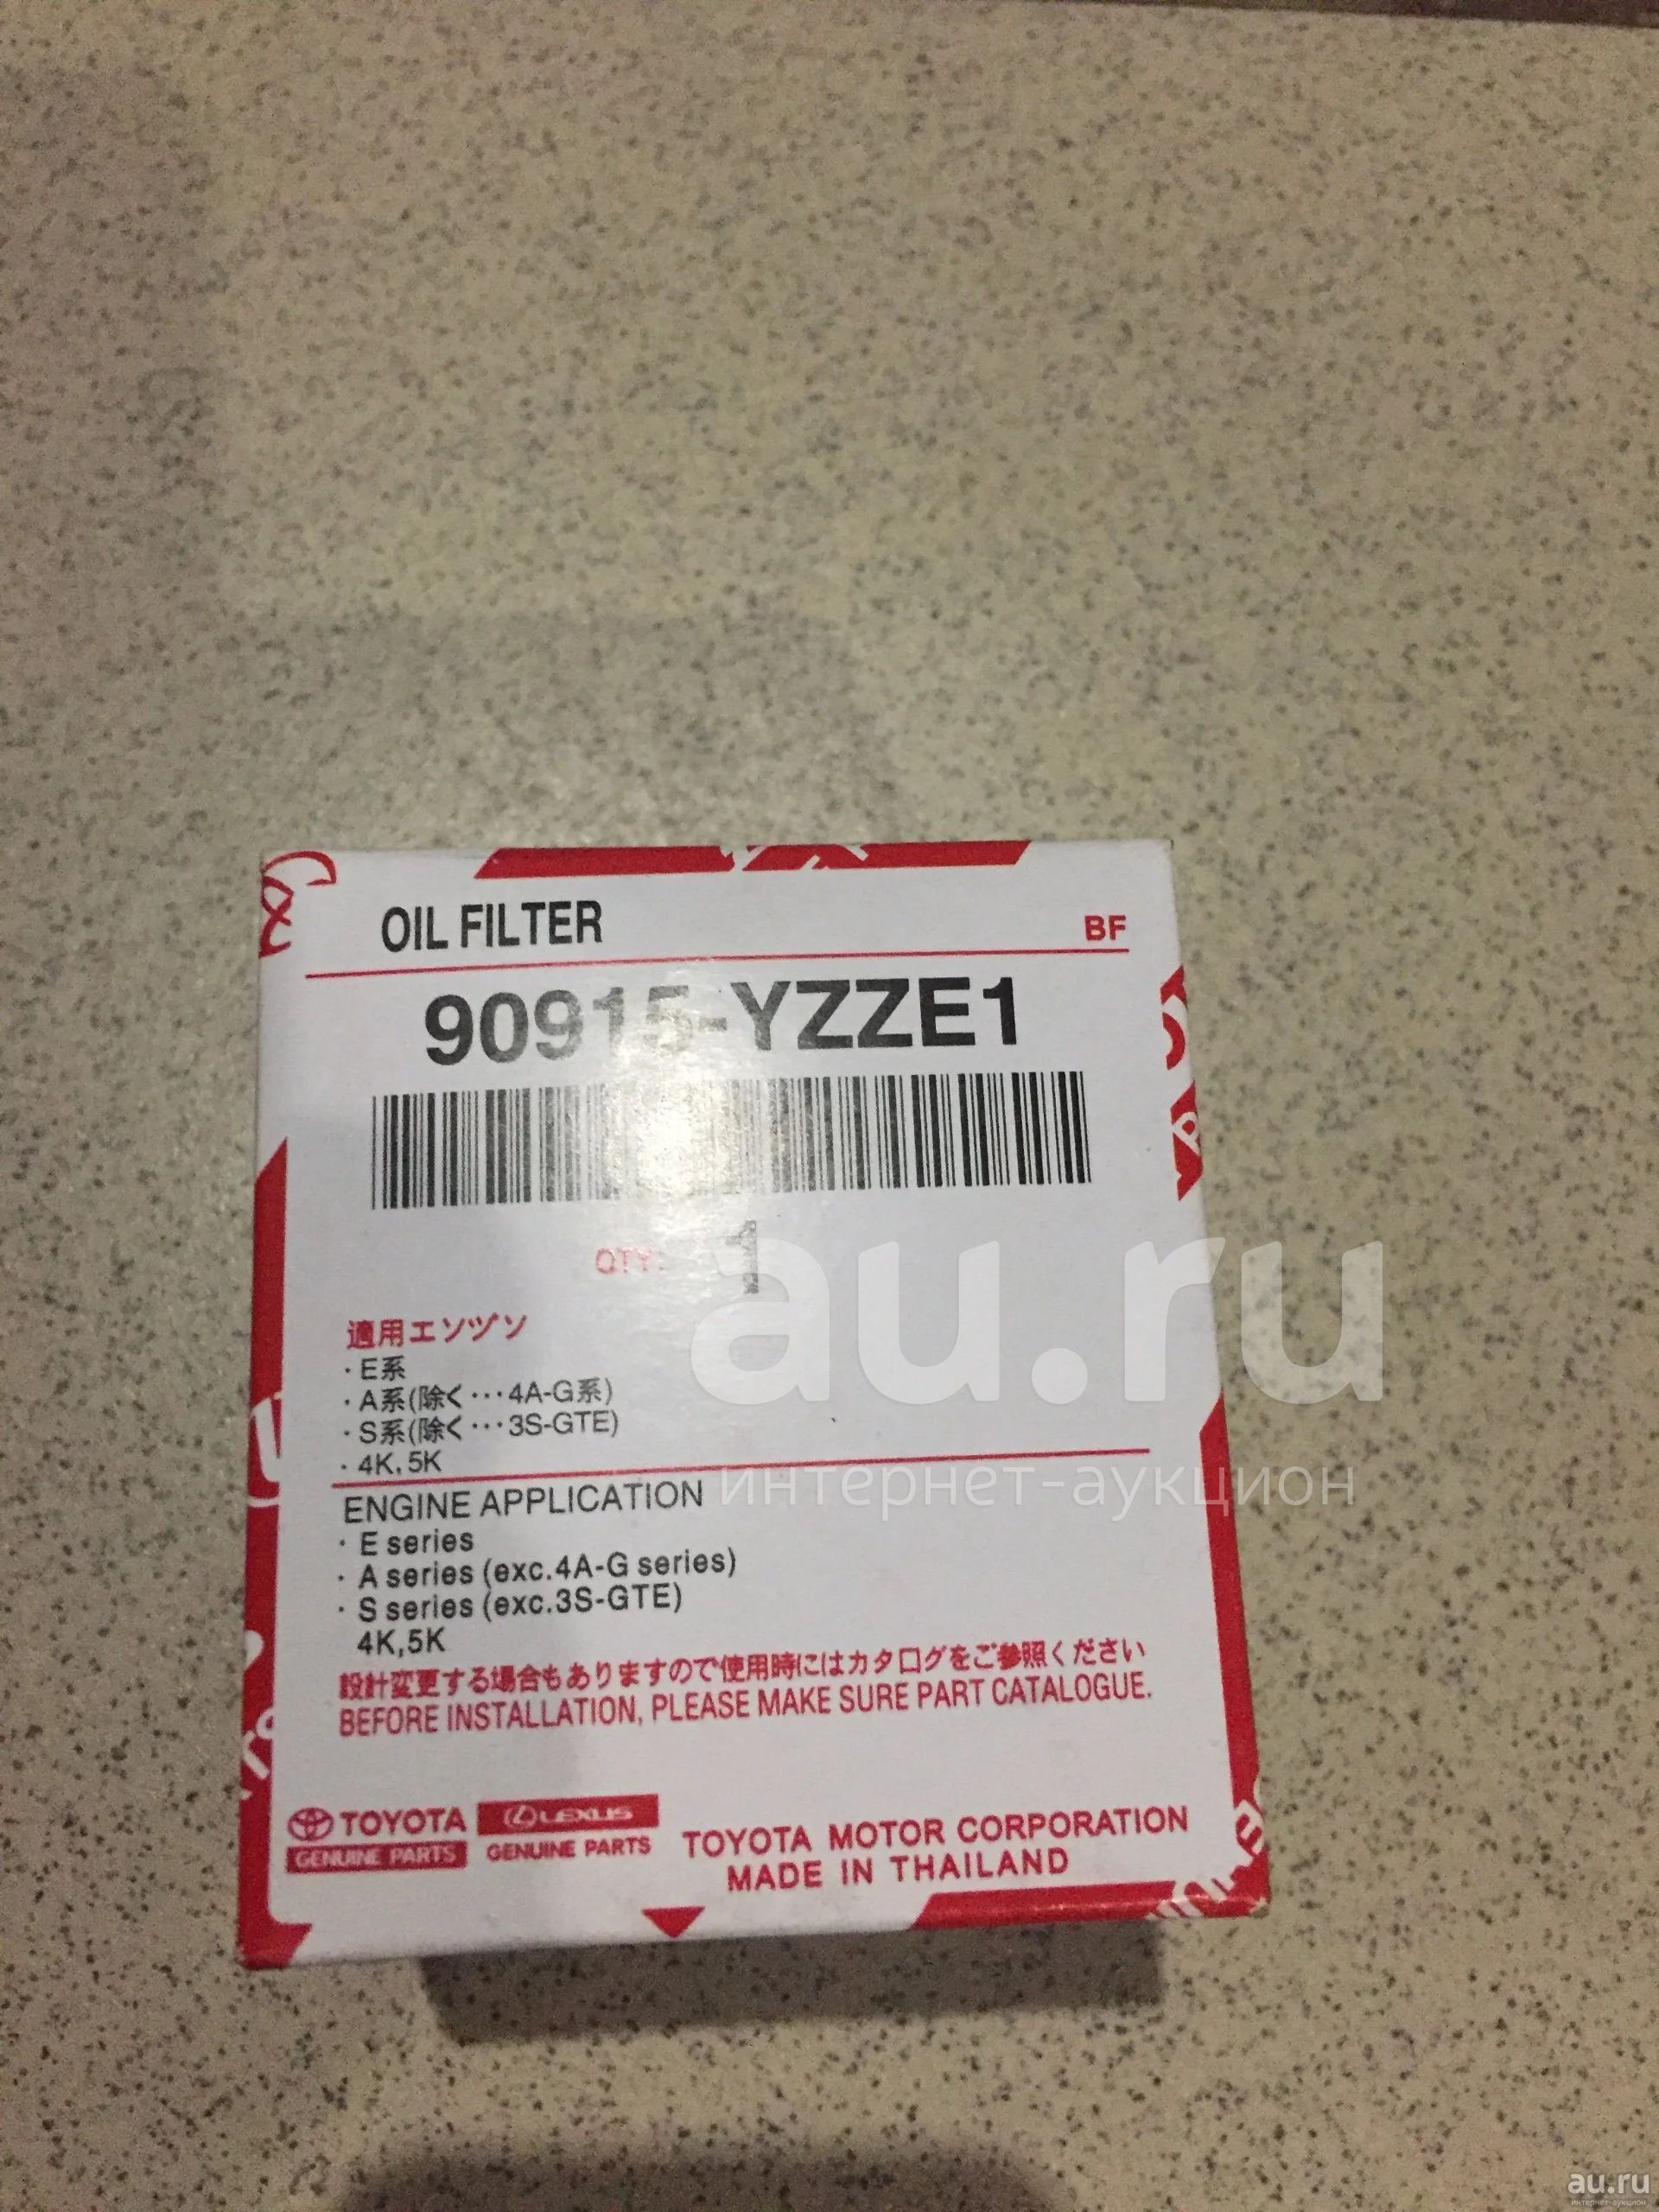 OIL FILTER
BF
90915-YZZE1
QTY: 1
適用エンヅン
・E系
・A系(除く・・・4A-G系)
・S系(除く・・・3S-GTE)
・4K,5K
ENGINE APPLICATION
・E series
・A series (exc.4A-G series)
・S series (exc.3S-GTE)
4K,5K
設計変更する場合もありますので使用時にはカタログをご参照ください
BEFORE INSTALLATION, PLEASE MAKE SURE PART CATALOGUE.
TOYOTA
GENUINE PARTS
LEXUS
GENUINE PARTS
TOYOTA MOTOR CORPORATION
MADE IN THAILAND
au.ru
интернет-аукцион
au.ru
интернет-аукцион